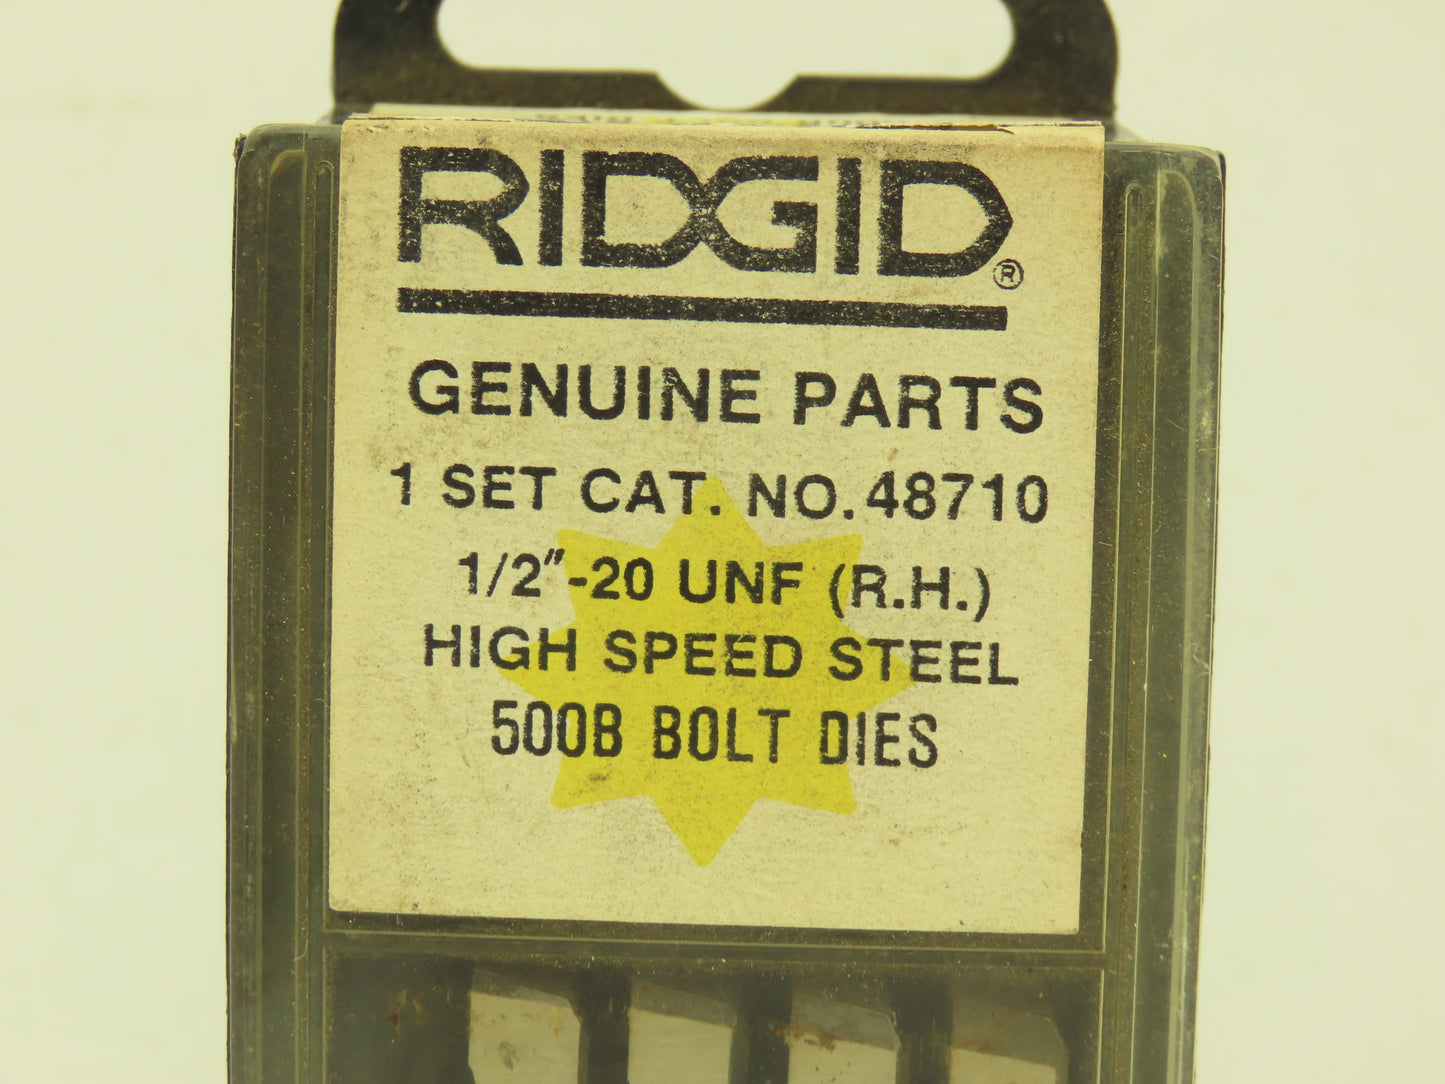 RIDGID®
GENUINE PARTS
1 SET CAT. NO. 48710
1/2"-20 UNF (R.H.)
HIGH SPEED STEEL
500B BOLT DIES